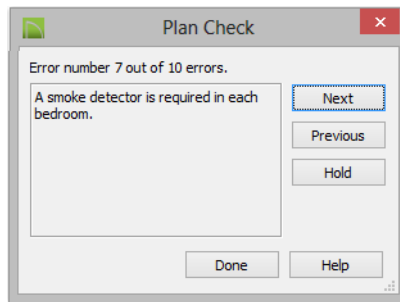 Plan Check
Error number 7 out of 10 errors.
A smoke detector is required in each
bedroom.
Next
Previous
Hold
Done
Help